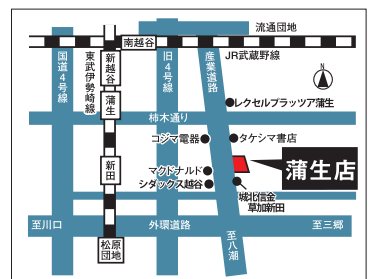 流通団地
南越谷
JR武蔵野線
国道4号線
東武伊勢崎線
新越谷
旧4号線
産業道路
N
レクセルプラッツア蒲生
蒲生
柿木通り
コジマ電器
タケシマ書店
蒲生店
新田
マクドナルド
シダックス越谷
城北信金
草加新田
至川口
外環道路
至三郷
至八潮
松原
団地